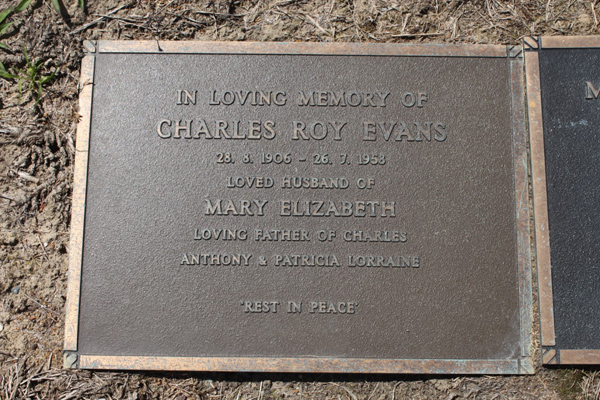 IN LOVING MEMORY OF
CHARLES ROY EVANS
28. 8. 1906 - 26. 7. 1958
LOVED HUSBAND OF
MARY ELIZABETH
LOVING FATHER OF CHARLES
ANTHONY & PATRICIA LORRAINE
"REST IN PEACE"
M